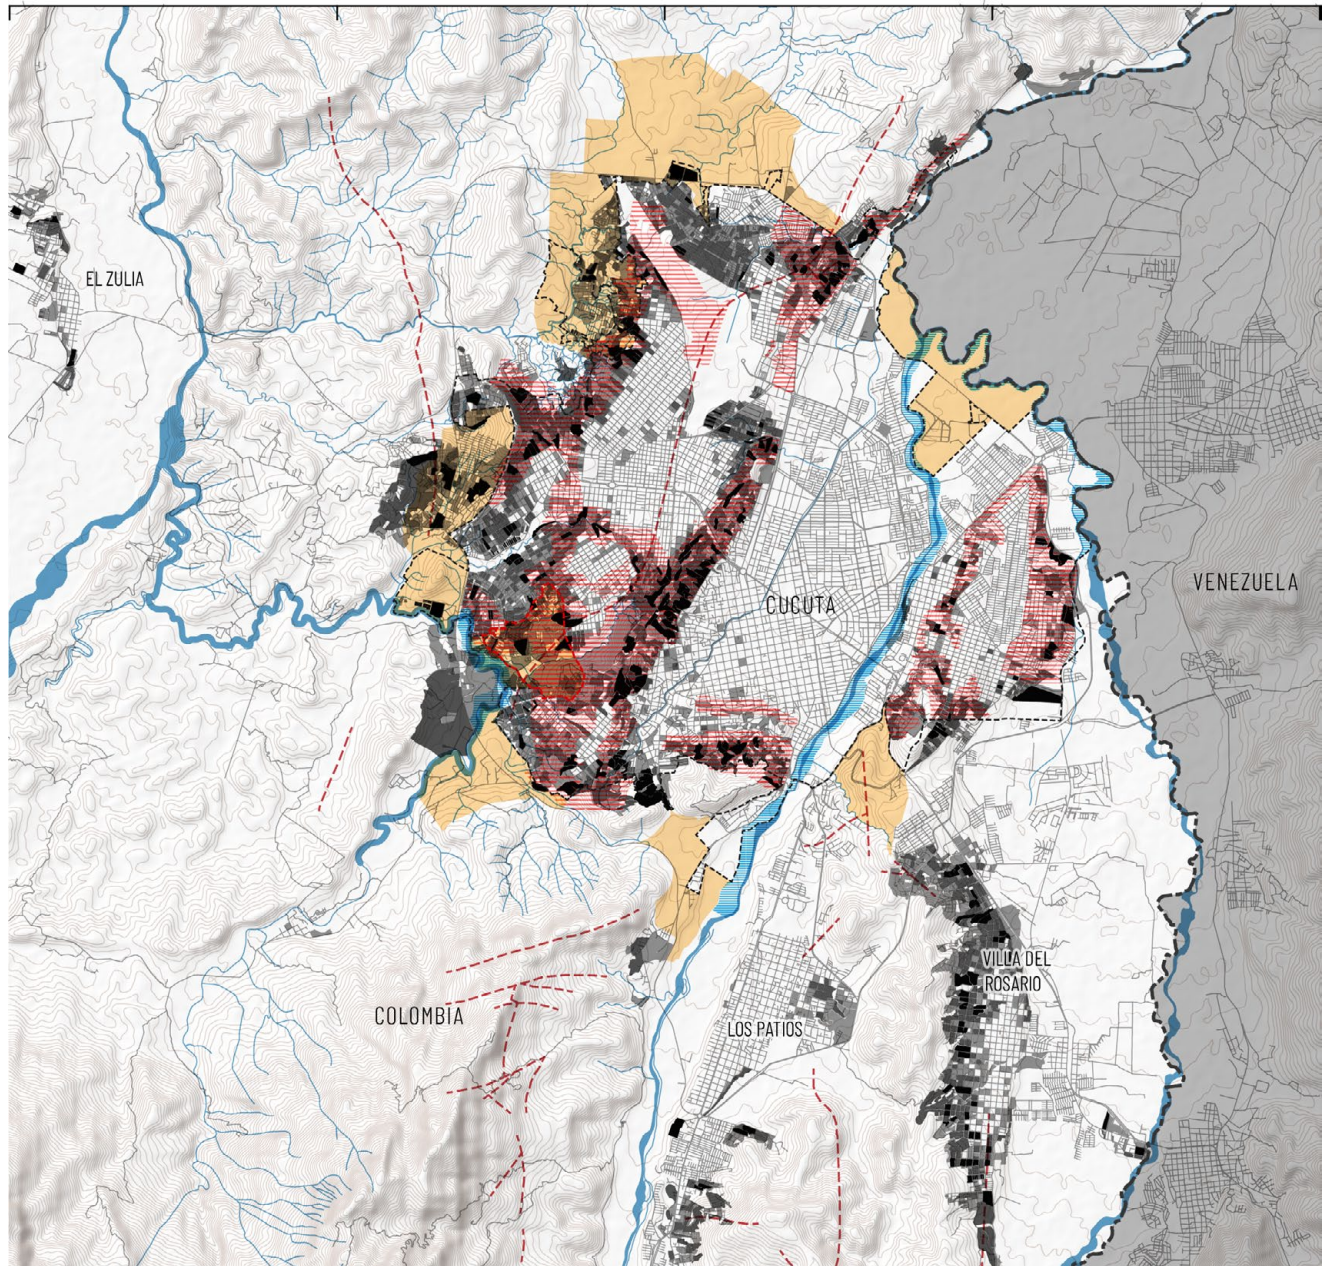 EL ZULIA
VENEZUELA
CUCUTA
VILLA DEL
ROSARIO
COLOMBIA
LOS PATIOS